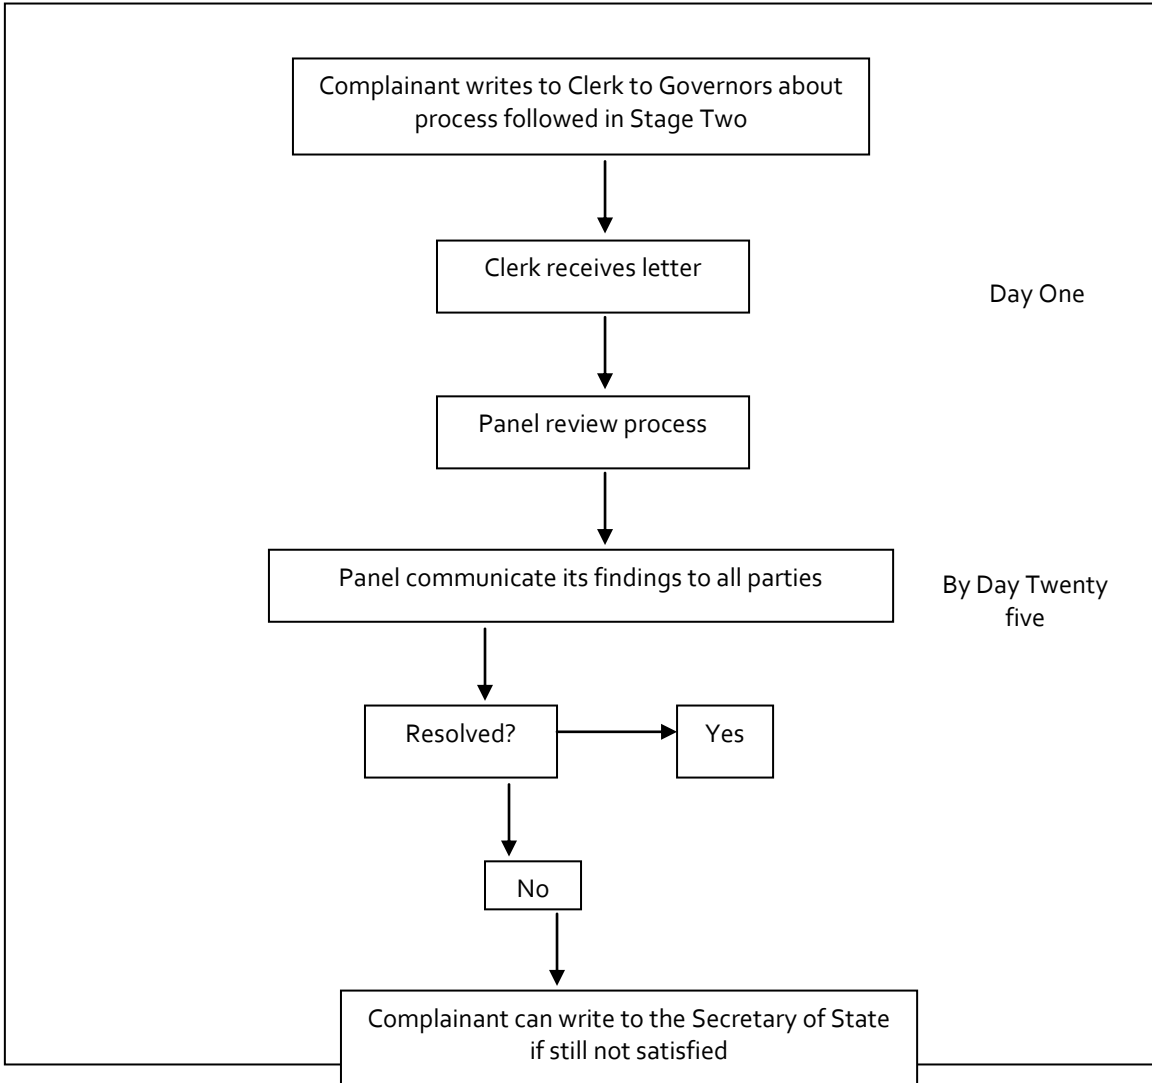 Complainant writes to Clerk to Governors about
process followed in Stage Two
Clerk receives letter
Day One
Panel review process
Panel communicate its findings to all parties
By Day Twenty
five
Resolved?
Yes
No
Complainant can write to the Secretary of State
if still not satisfied